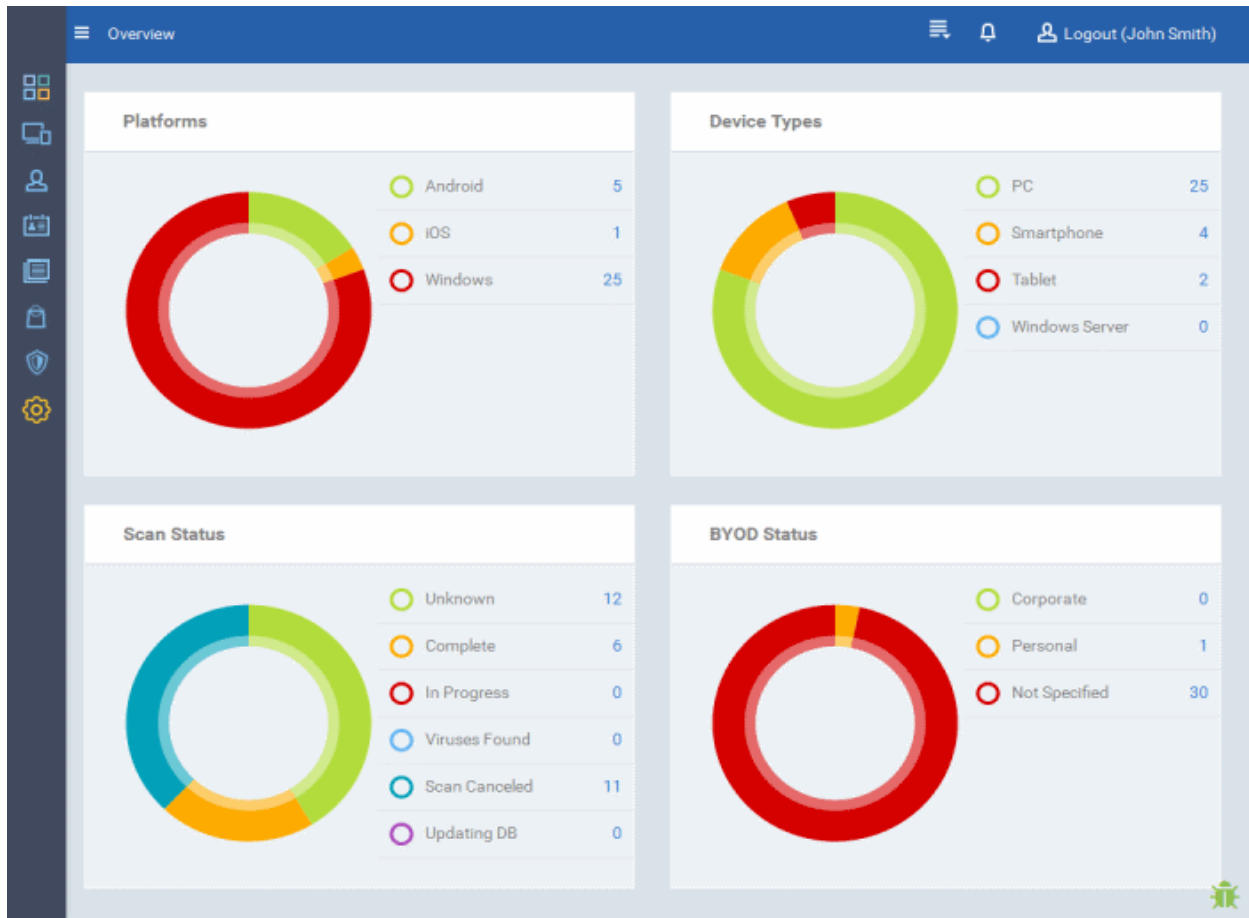 Overview
Logout (John Smith)
Platforms
Android 5
iOS 1
Windows 25
Device Types
PC 25
Smartphone 4
Tablet 2
Windows Server 0
Scan Status
Unknown 12
Complete 6
In Progress 0
Viruses Found 0
Scan Canceled 11
Updating DB 0
BYOD Status
Corporate 0
Personal 1
Not Specified 30